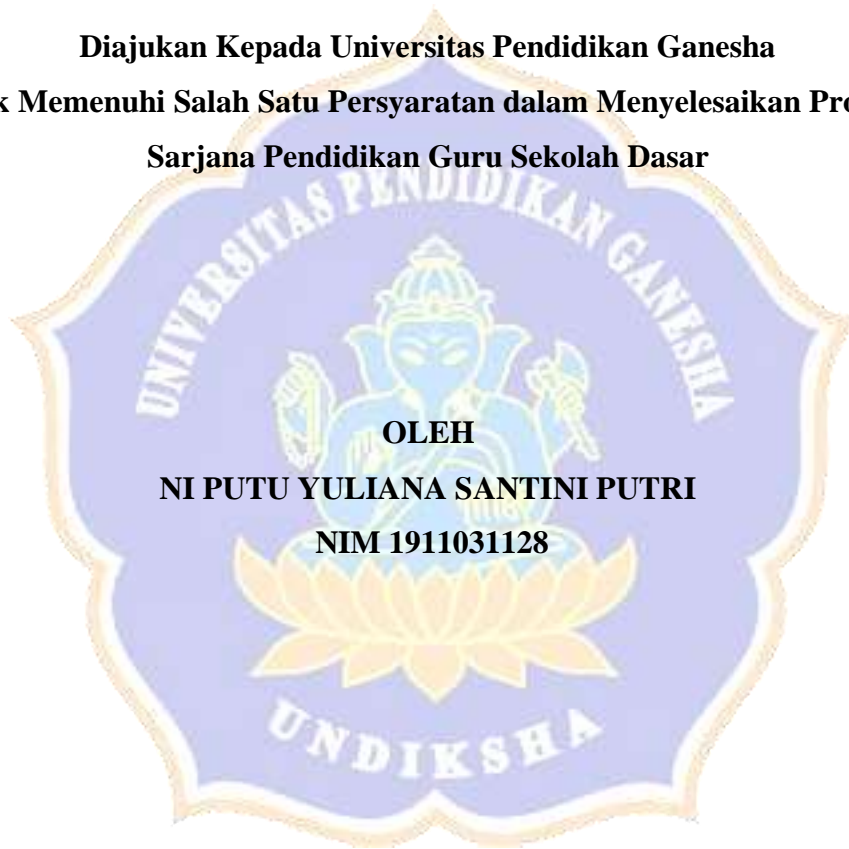 Diajukan Kepada Universitas Pendidikan Ganesha
Memenuhi Salah Satu Persyaratan dalam Menyelesaikan
Sarjana Pendidikan Guru Sekolah Dasar
UNIVERSITAS PENDIDIKAN GANESHA
OLEH
NI PUTU YULIANA SANTINI PUTRI
NIM 1911031128
UNDIKSHA